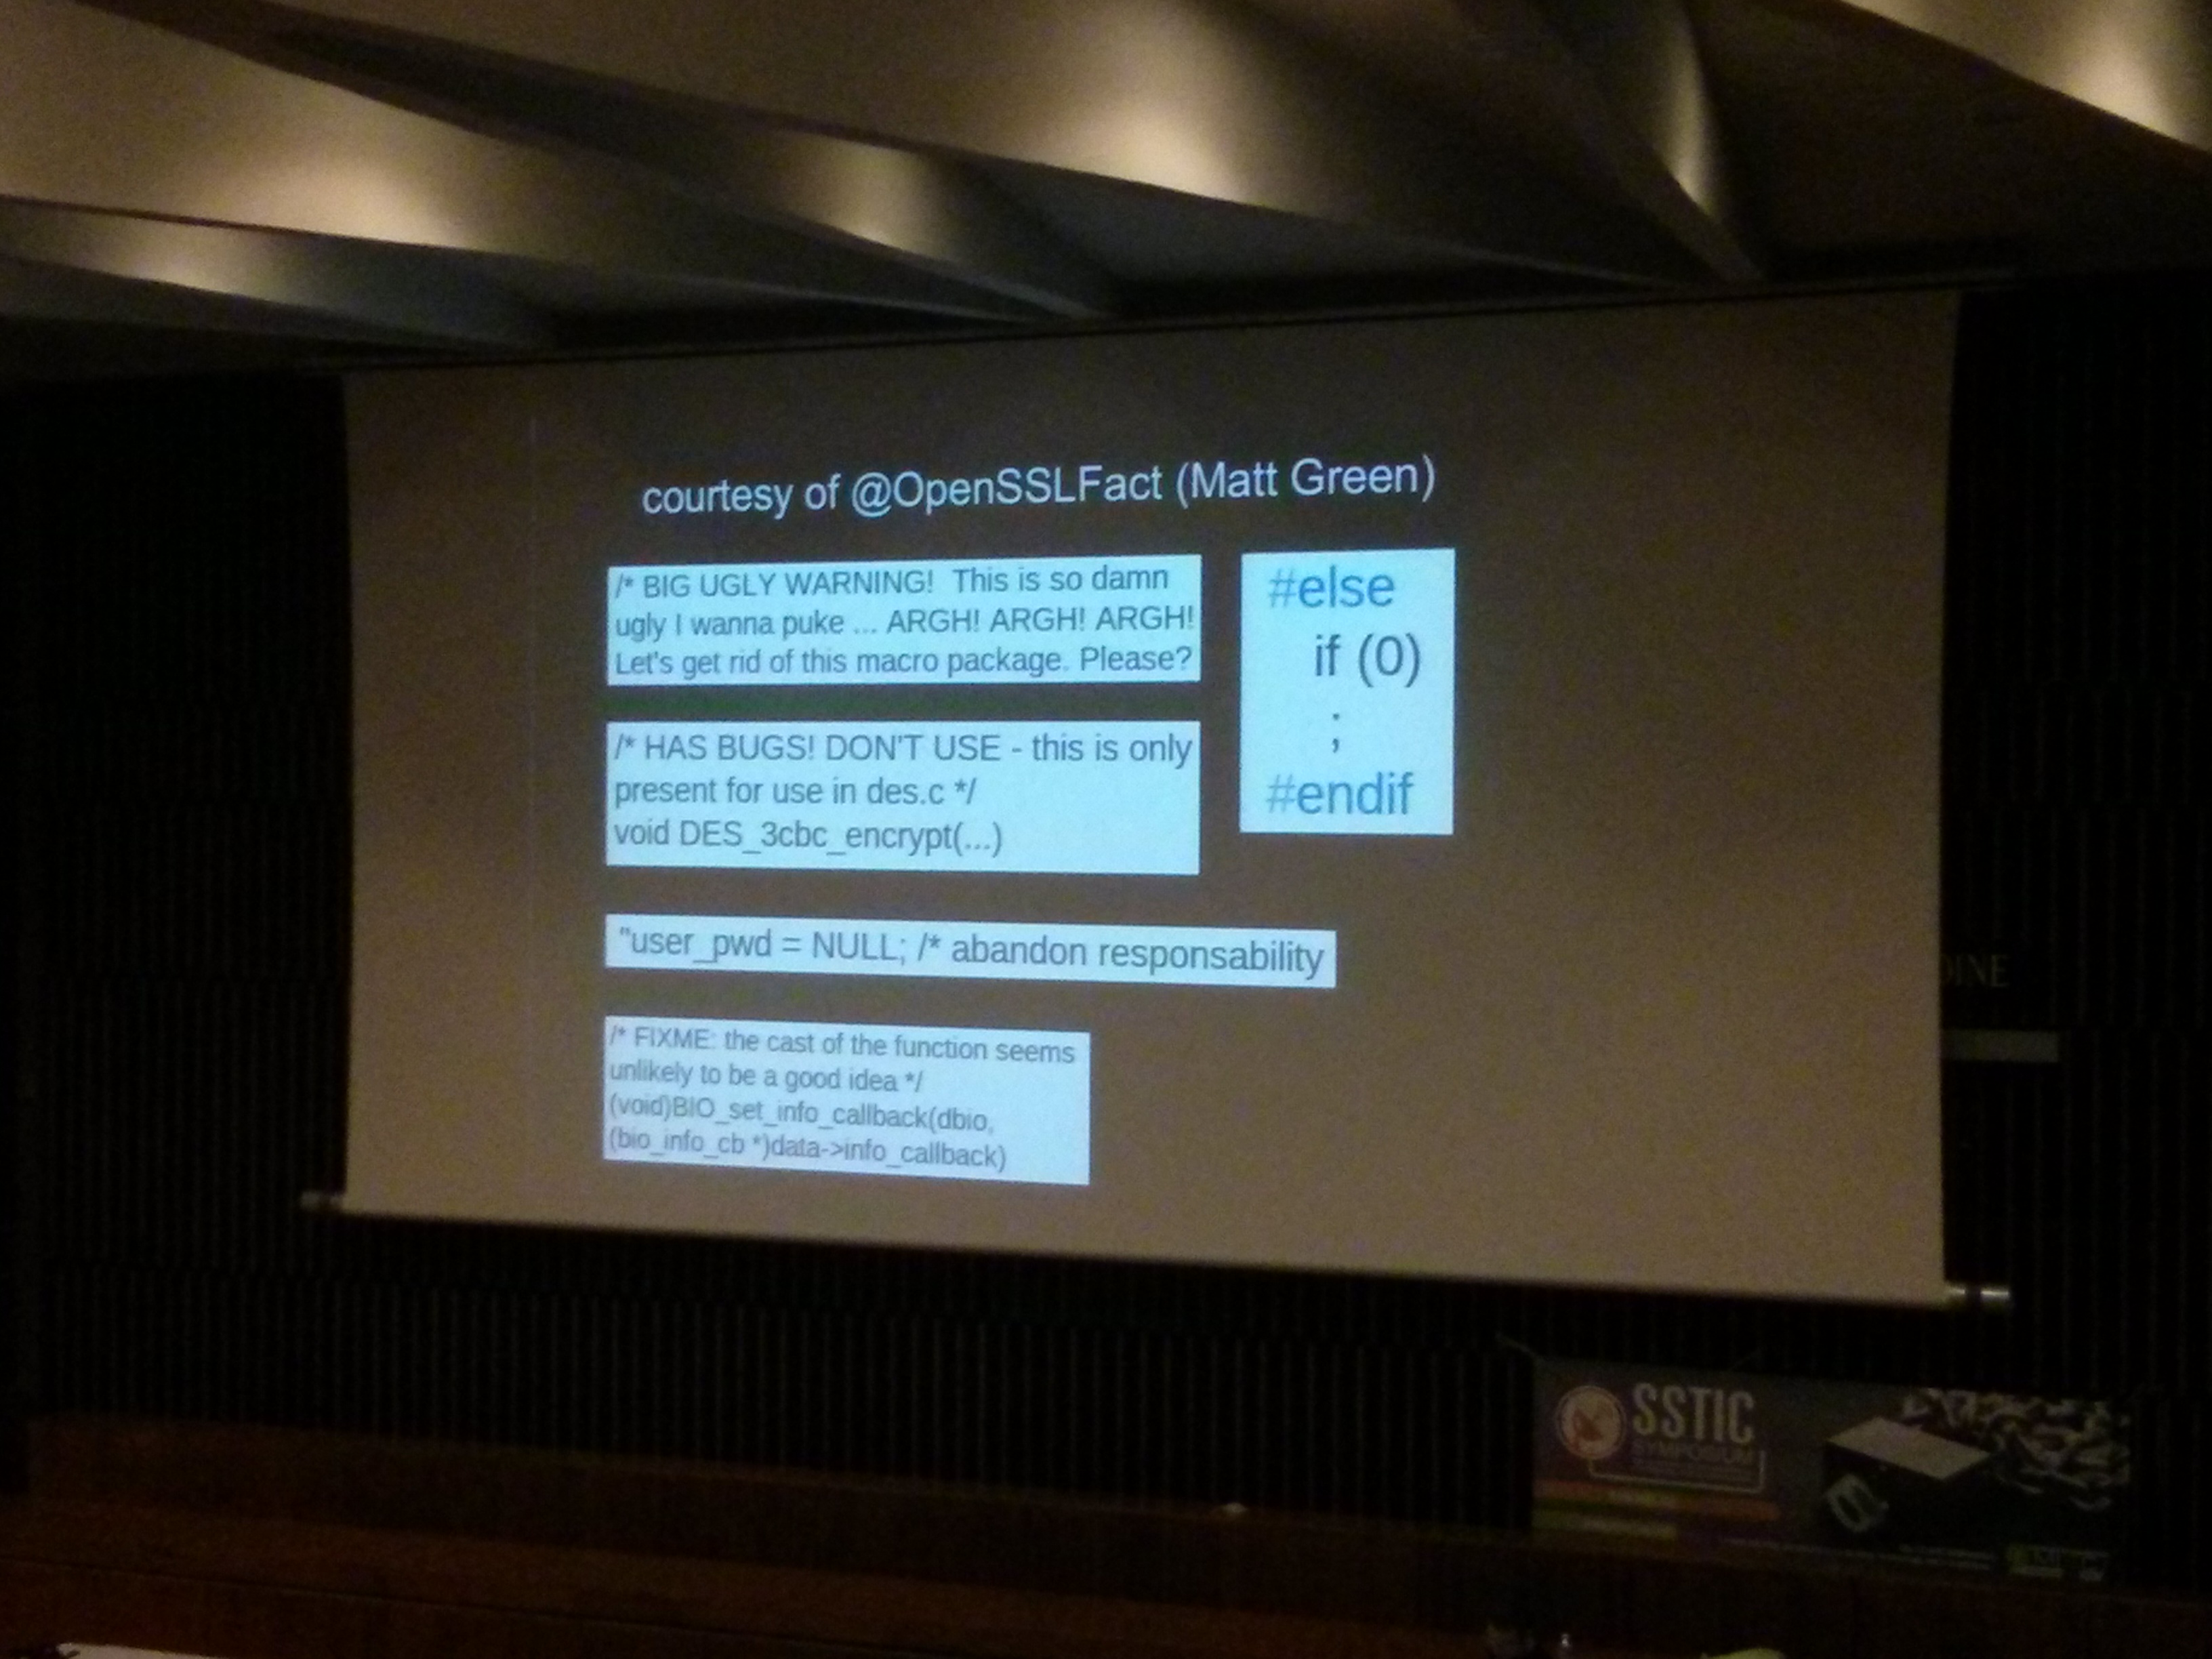 courtesy of @OpenSSLFact (Matt Green)
/* BIG UGLY WARNING!  This is so damn
ugly I wanna puke ... ARGH! ARGH! ARGH!
Let's get rid of this macro package. Please?
#else
if (0)
;
#endif
/* HAS BUGS! DON'T USE - this is only
present for use in des.c */
void DES_3cbc_encrypt(...)
"user_pwd = NULL; /* abandon responsability
/* FIXME: the cast of the function seems
unlikely to be a good idea */
(void)BIO_set_info_callback(dbio,
(bio_info_cb *)data->info_callback)
SSTIC
SYMPOSIUM